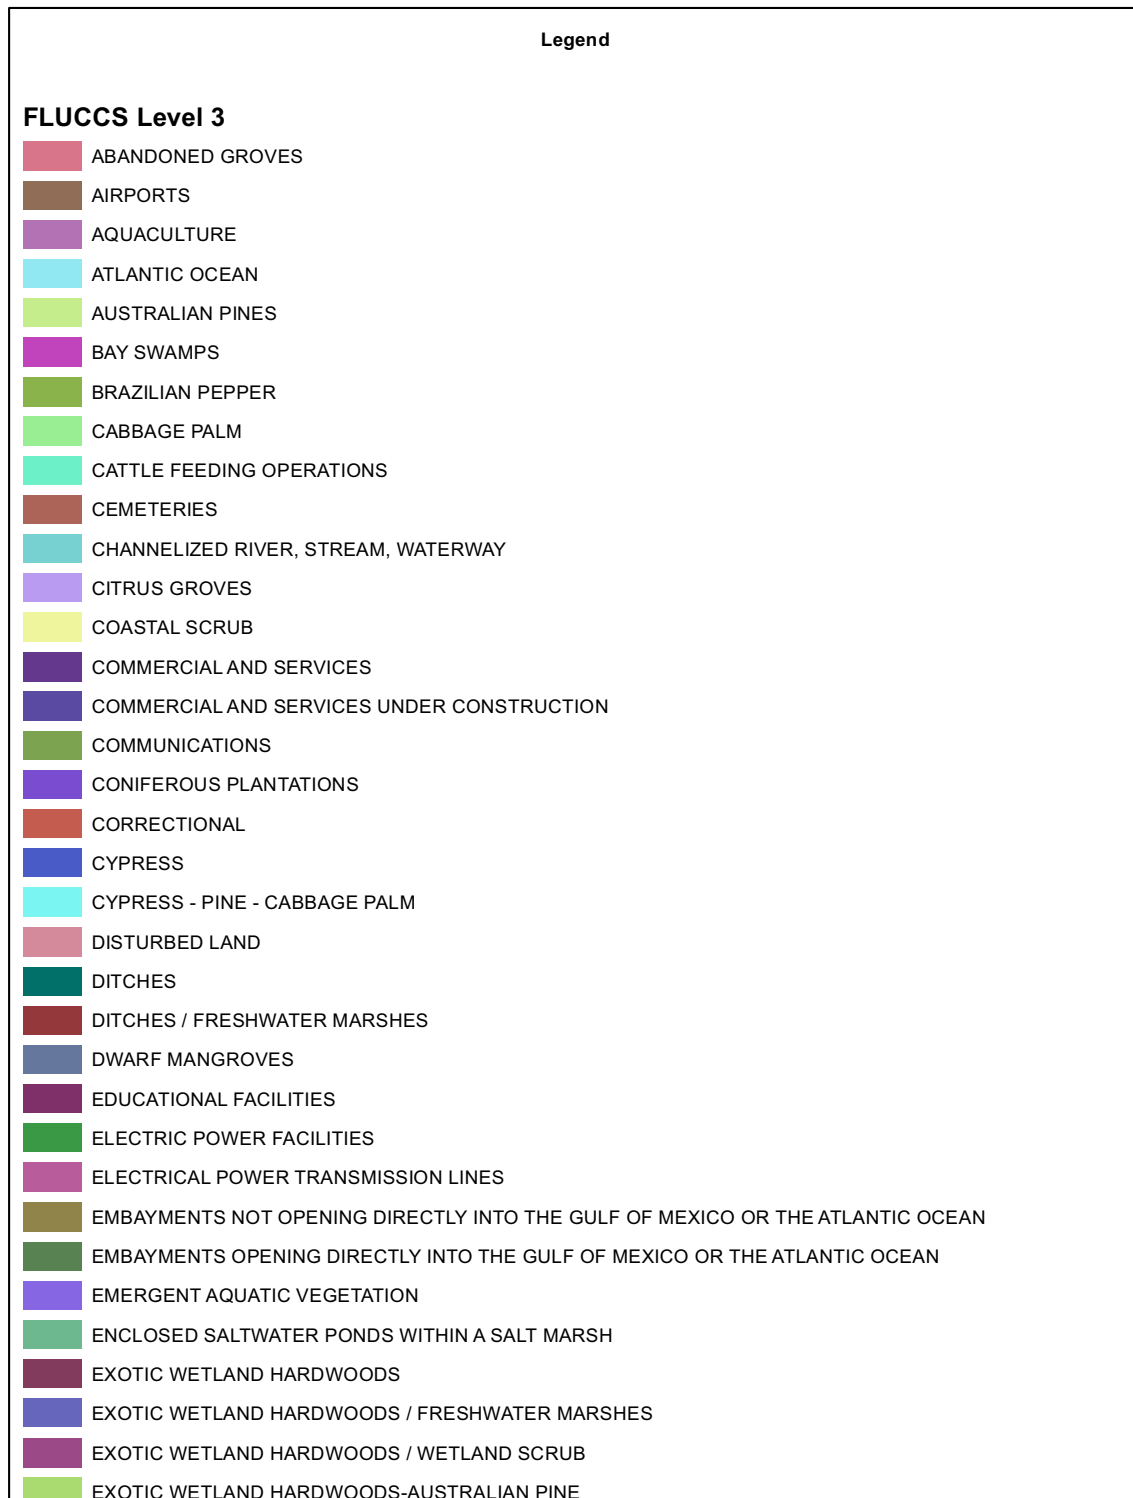 Legend
FLUCCS Level 3
ABANDONED GROVES
AIRPORTS
AQUACULTURE
ATLANTIC OCEAN
AUSTRALIAN PINES
BAY SWAMPS
BRAZILIAN PEPPER
CABBAGE PALM
CATTLE FEEDING OPERATIONS
CEMETERIES
CHANNELIZED RIVER, STREAM, WATERWAY
CITRUS GROVES
COASTAL SCRUB
COMMERCIAL AND SERVICES
COMMERCIAL AND SERVICES UNDER CONSTRUCTION
COMMUNICATIONS
CONIFEROUS PLANTATIONS
CORRECTIONAL
CYPRESS
CYPRESS - PINE - CABBAGE PALM
DISTURBED LAND
DITCHES
DITCHES / FRESHWATER MARSHES
DWARF MANGROVES
EDUCATIONAL FACILITIES
ELECTRIC POWER FACILITIES
ELECTRICAL POWER TRANSMISSION LINES
EMBAYMENTS NOT OPENING DIRECTLY INTO THE GULF OF MEXICO OR THE ATLANTIC OCEAN
EMBAYMENTS OPENING DIRECTLY INTO THE GULF OF MEXICO OR THE ATLANTIC OCEAN
EMERGENT AQUATIC VEGETATION
ENCLOSED SALTWATER PONDS WITHIN A SALT MARSH
EXOTIC WETLAND HARDWOODS
EXOTIC WETLAND HARDWOODS / FRESHWATER MARSHES
EXOTIC WETLAND HARDWOODS / WETLAND SCRUB
EXOTIC WETLAND HARDWOODS-AUSTRALIAN PINE